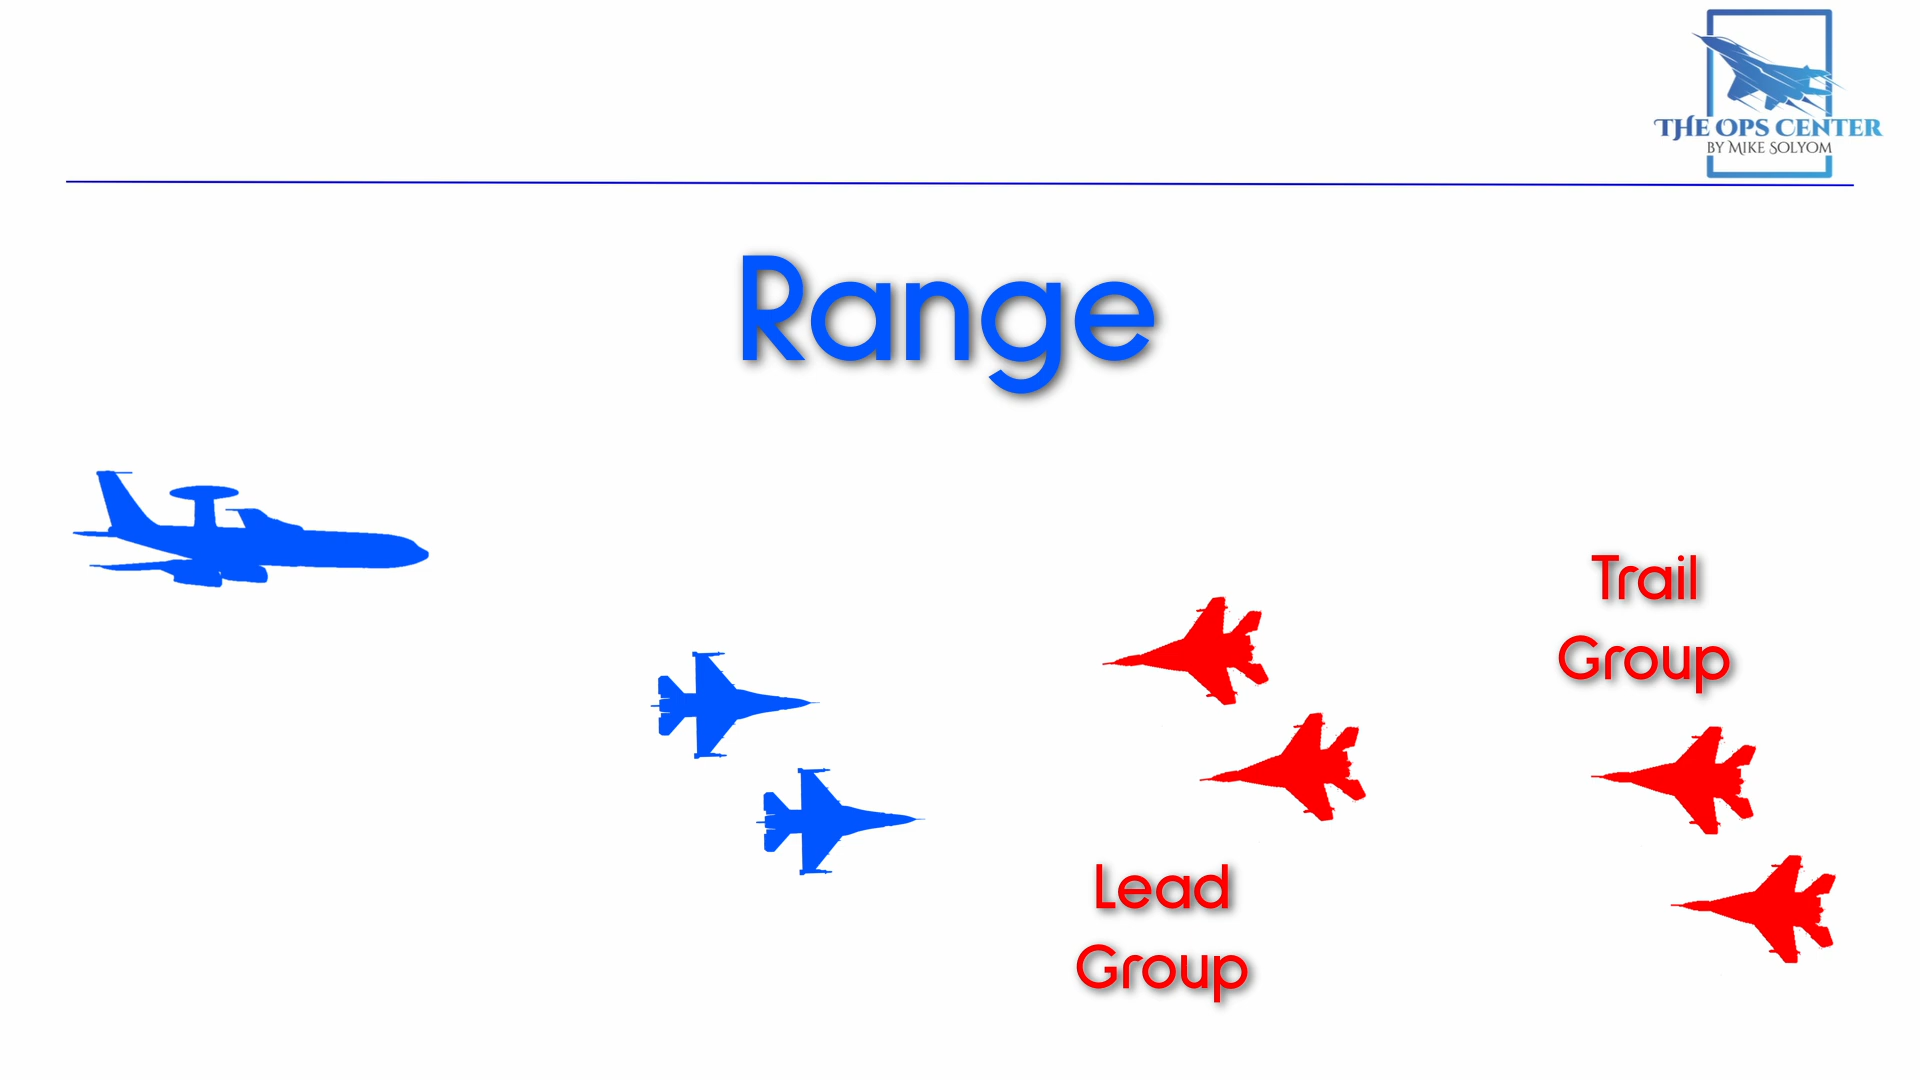 THE OPS CENTER
BY MIKE SOLYOM
Range
Trail
Group
Lead
Group